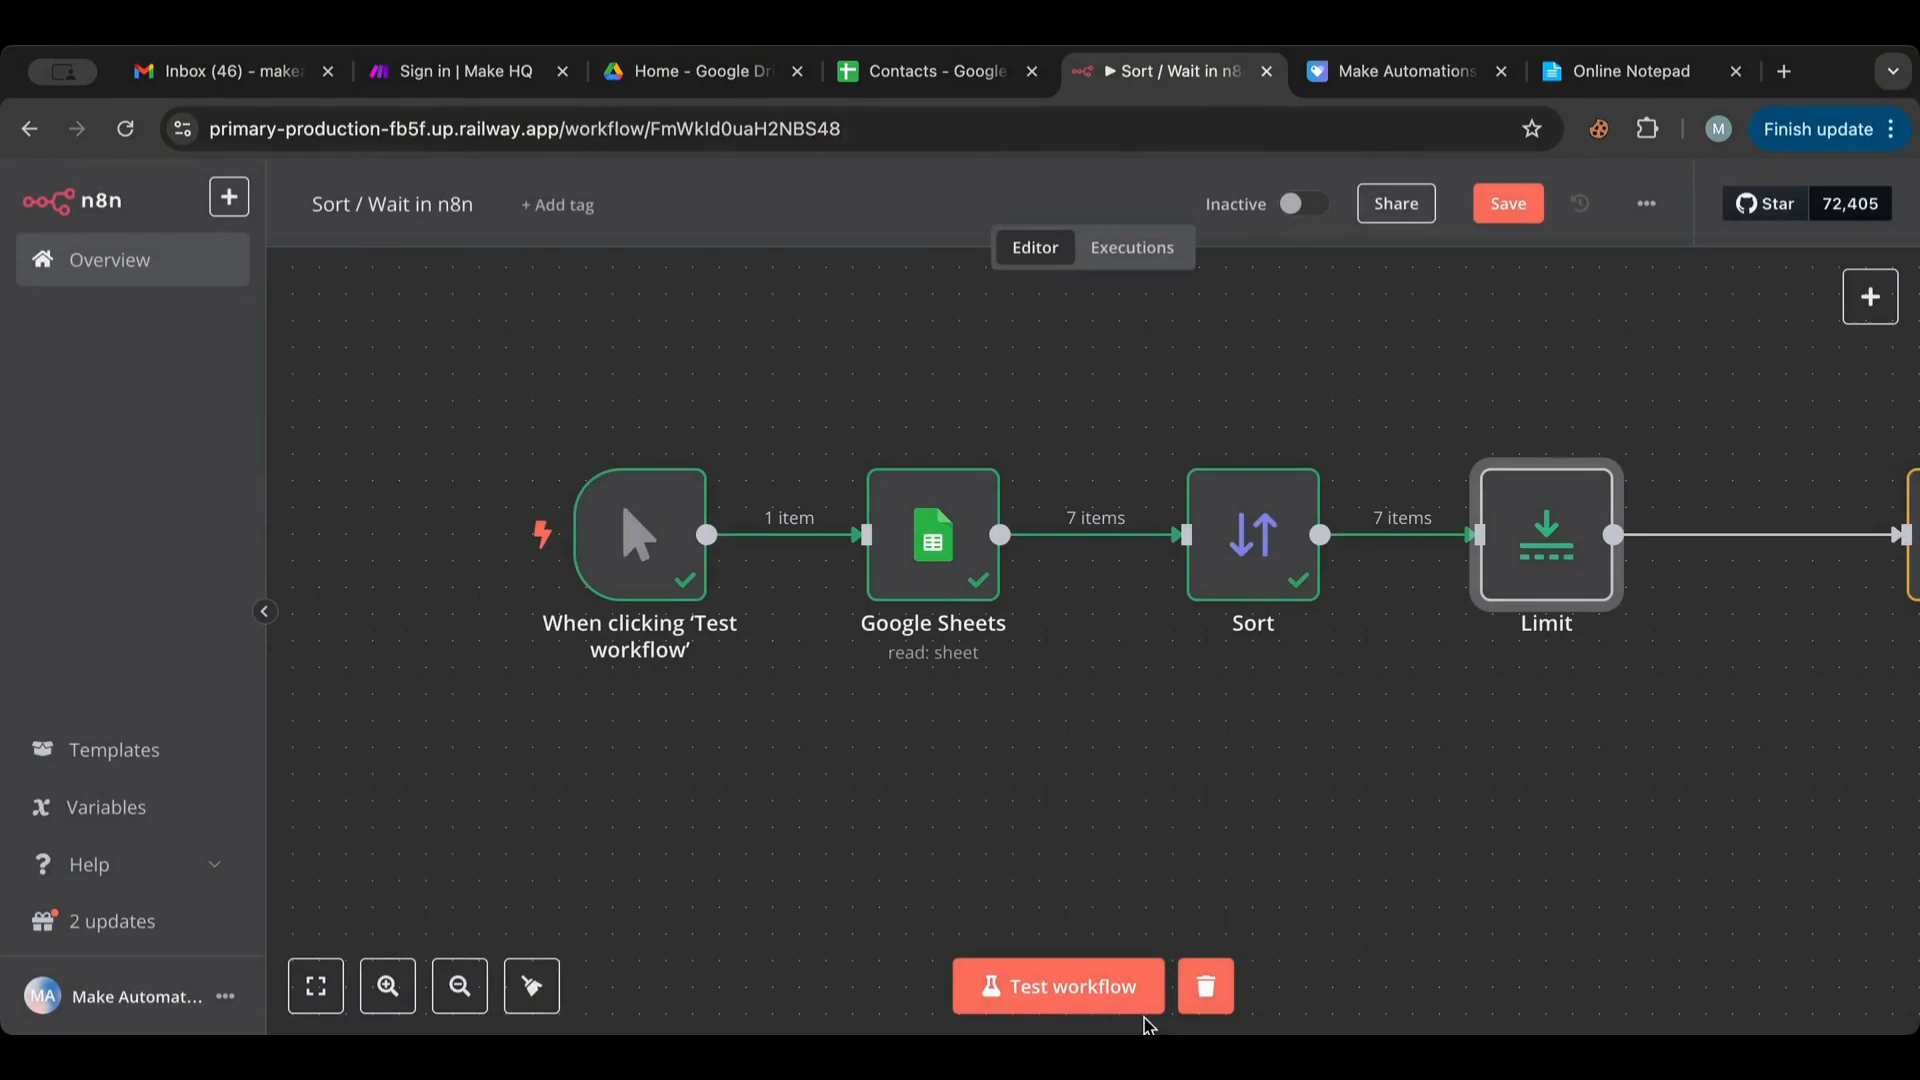 Inbox (46) - make
Sign in | Make HQ
Home - Google Dri
Contacts - Google
▶ Sort / Wait in n8
Make Automations
Online Notepad
primary-production-fb5f.up.railway.app/workflow/FmWkId0uaH2NBS48
M
Finish update
n8n
Sort / Wait in n8n
+ Add tag
Inactive
Share
Save
Star
72,405
Editor
Executions
Overview
1 item
7 items
7 items
When clicking ‘Test
workflow’
Google Sheets
read: sheet
Sort
Limit
Templates
Variables
Help
2 updates
MA
Make Automat...
Test workflow